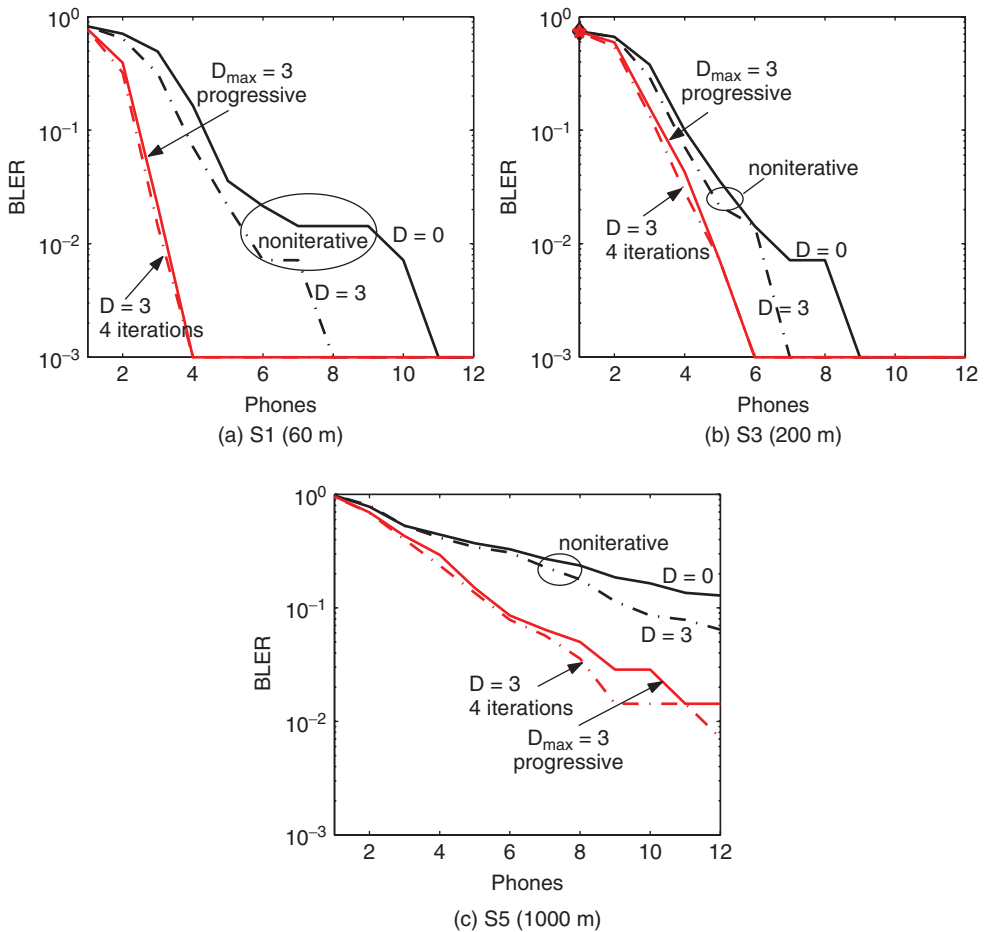 10^0
10^-1
10^-2
10^-3
BLER
D_max = 3
progressive
noniterative
D = 0
D = 3
D = 3
4 iterations
2 4 6 8 10 12
Phones
(a) S1 (60 m)
10^0
10^-1
10^-2
10^-3
BLER
D_max = 3
progressive
noniterative
D = 3
4 iterations
D = 0
D = 3
2 4 6 8 10 12
Phones
(b) S3 (200 m)
10^0
10^-1
10^-2
10^-3
BLER
noniterative
D = 0
D = 3
D = 3
4 iterations
D_max = 3
progressive
2 4 6 8 10 12
Phones
(c) S5 (1000 m)